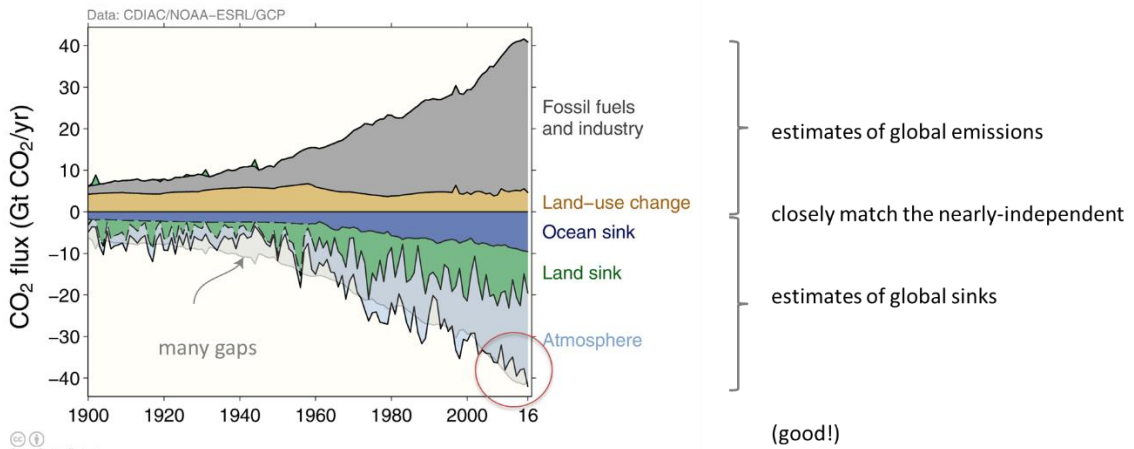 Data: CDIAC/NOAA−ESRL/GCP
CO₂ flux (Gt CO₂/yr)
40
30
20
10
0
−10
−20
−30
−40
1900
1920
1940
1960
1980
2000
16
Fossil fuels
and industry
Land−use change
Ocean sink
Land sink
Atmosphere
many gaps
estimates of global emissions
closely match the nearly-independent
estimates of global sinks
(good!)
cc